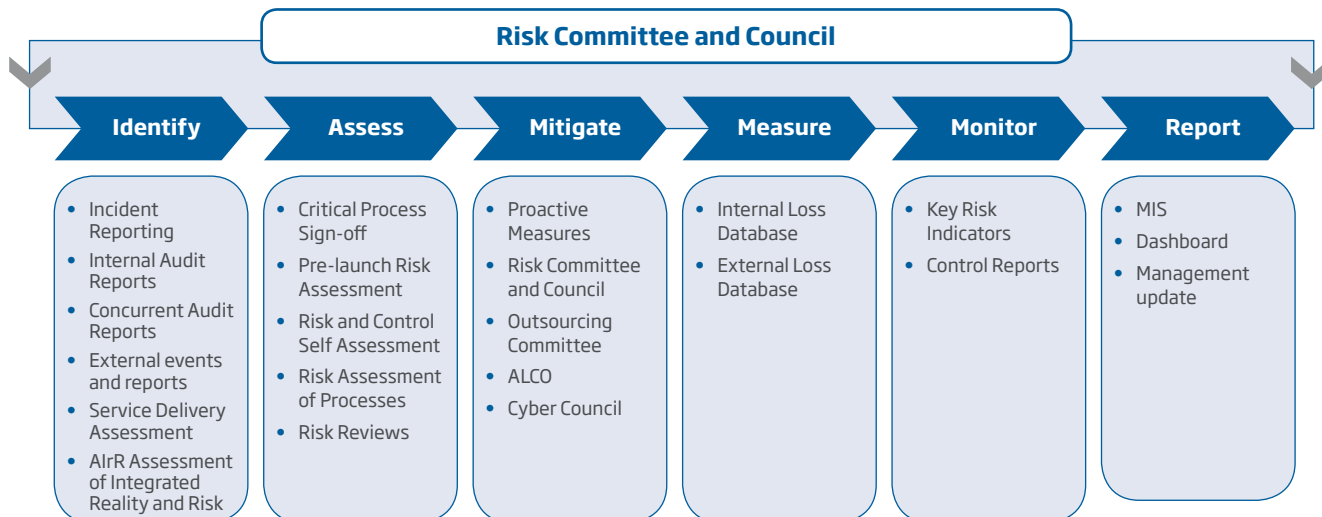 Risk Committee and Council
Identify
Assess
Mitigate
Measure
Monitor
Report
• Incident
Reporting
• Internal Audit
Reports
• Concurrent Audit
Reports
• External events
and reports
• Service Delivery
Assessment
• AIrR Assessment
of Integrated
Reality and Risk
• Critical Process
Sign-off
• Pre-launch Risk
Assessment
• Risk and Control
Self Assessment
• Risk Assessment
of Processes
• Risk Reviews
• Proactive
Measures
• Risk Committee
and Council
• Outsourcing
Committee
• ALCO
• Cyber Council
• Internal Loss
Database
• External Loss
Database
• Key Risk
Indicators
• Control Reports
• MIS
• Dashboard
• Management
update